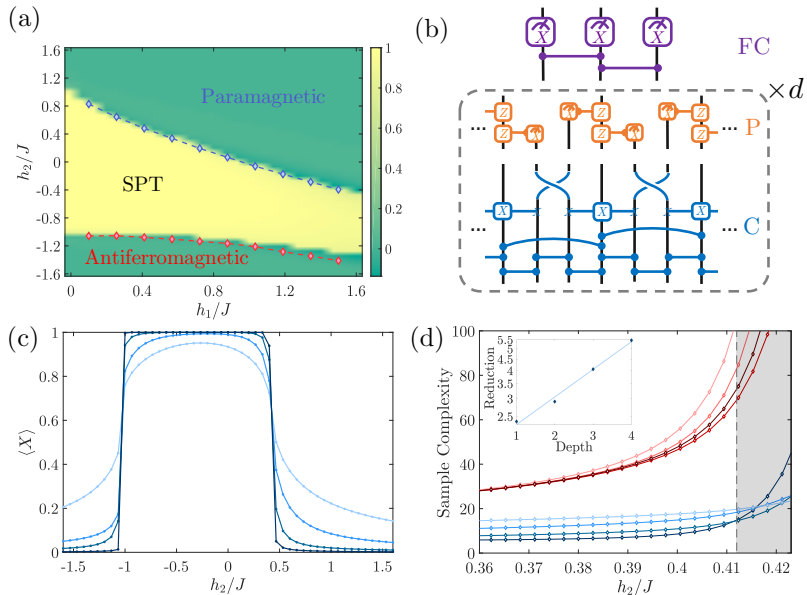 (a)
1.6
1.2
0.8
0.4
0
-0.4
-0.8
-1.2
-1.6
h₂/J
0
0.4
0.8
1.2
1.6
h₁/J
Paramagnetic
SPT
Antiferromagnetic
1
0.8
0.6
0.4
0.2
0
(b)
X X X
FC
×d
... Z Z Z ...
Z Z Z
P
X X X
... ...
C
(c)
1
0.8
0.6
0.4
0.2
0
⟨X⟩
-1.5
-1
-0.5
0
0.5
1
1.5
h₂/J
(d)
100
80
60
40
20
0
Sample Complexity
0.36
0.37
0.38
0.39
0.4
0.41
0.42
h₂/J
5.5
5
4.5
4
3.5
3
2.5
Reduction
1
2
3
4
Depth